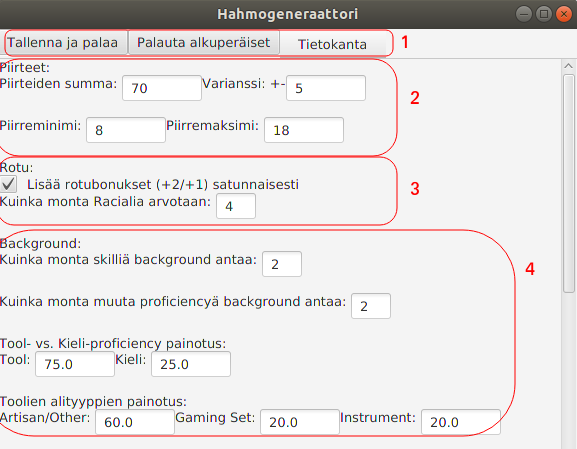 Hahmogeneraattori
Tallenna ja palaa Palauta alkuperäiset Tietokanta 1
Piirteet:
Piirteiden summa: 70 Varianssi: +- 5
2
Piirreminimi: 8 Piirremaksimi: 18
Rotu:
Lisää rotubonukset (+2/+1) satunnaisesti
3
Kuinka monta Racialia arvotaan: 4
Background:
Kuinka monta skilliä background antaa: 2
4
Kuinka monta muuta proficiencyä background antaa: 2
Tool- vs. Kieli-proficiency painotus:
Tool: 75.0 Kieli: 25.0
Toolien alityyppien painotus:
Artisan/Other: 60.0 Gaming Set: 20.0 Instrument: 20.0